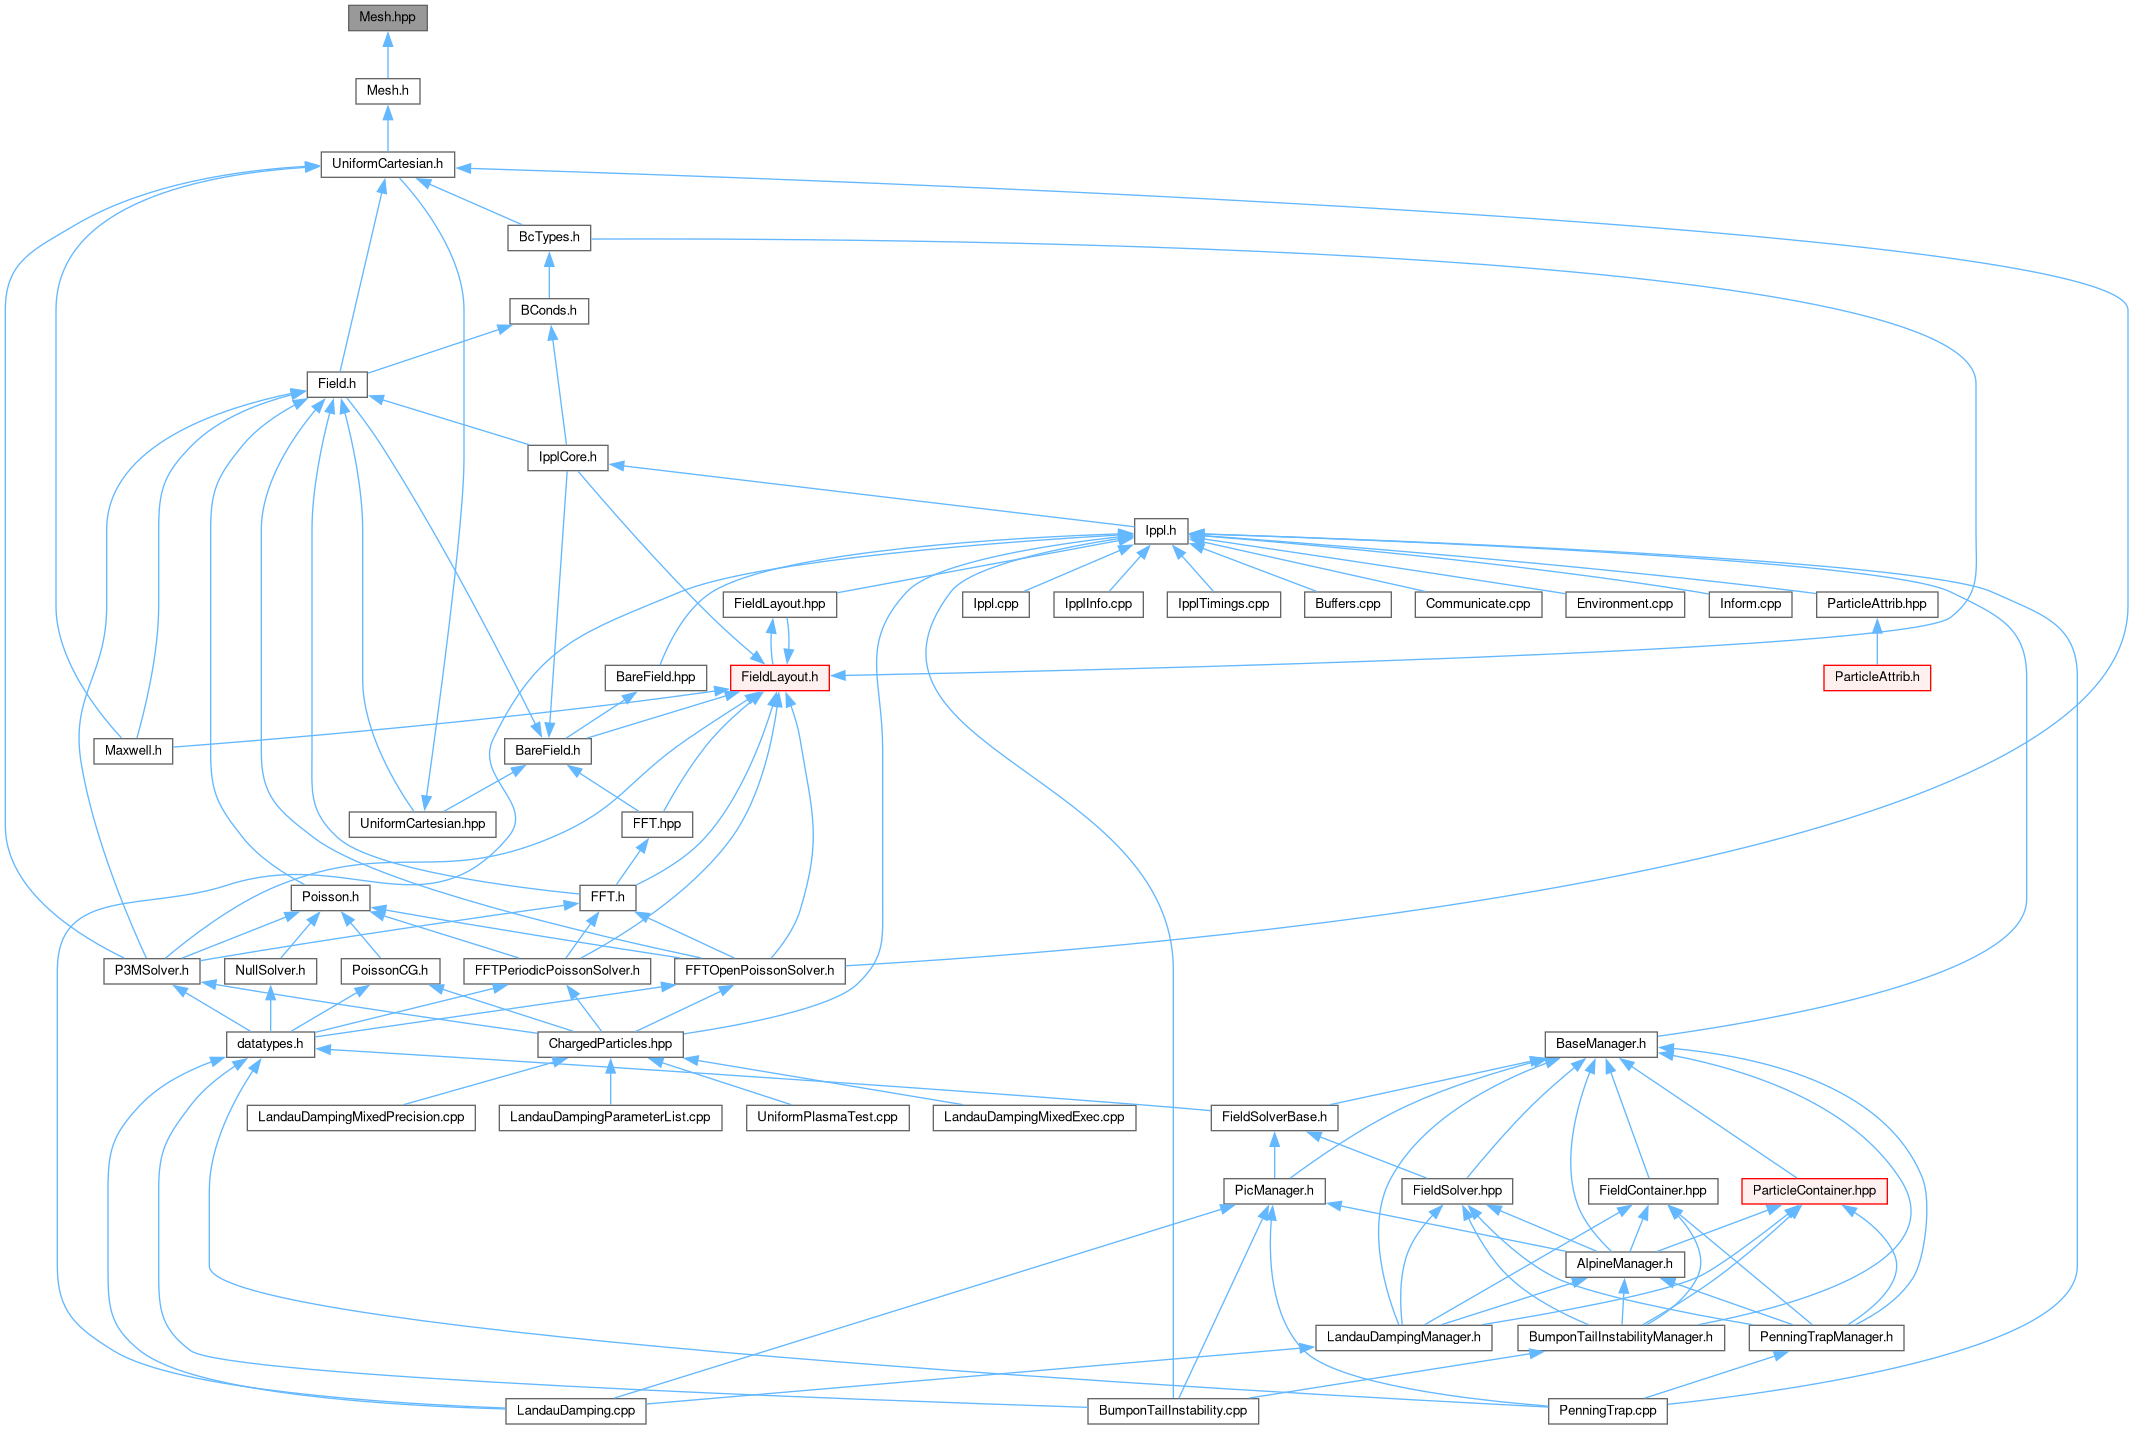 Mesh.hpp
Mesh.h
UniformCartesian.h
BcTypes.h
BConds.h
Field.h
IpplCore.h
Ippl.h
FieldLayout.hpp
Ippl.cpp
IpplInfo.cpp
IpplTimings.cpp
Buffers.cpp
Communicate.cpp
Environment.cpp
Inform.cpp
ParticleAttrib.hpp
BareField.hpp
FieldLayout.h
ParticleAttrib.h
Maxwell.h
BareField.h
UniformCartesian.hpp
FFT.hpp
Poisson.h
FFT.h
P3MSolver.h
NullSolver.h
PoissonCG.h
FFTPeriodicPoissonSolver.h
FFTOpenPoissonSolver.h
datatypes.h
ChargedParticles.hpp
BaseManager.h
LandauDampingMixedPrecision.cpp
LandauDampingParameterList.cpp
UniformPlasmaTest.cpp
LandauDampingMixedExec.cpp
FieldSolverBase.h
PicManager.h
FieldSolver.hpp
FieldContainer.hpp
ParticleContainer.hpp
AlpineManager.h
LandauDampingManager.h
BumponTailInstabilityManager.h
PenningTrapManager.h
LandauDamping.cpp
BumponTailInstability.cpp
PenningTrap.cpp